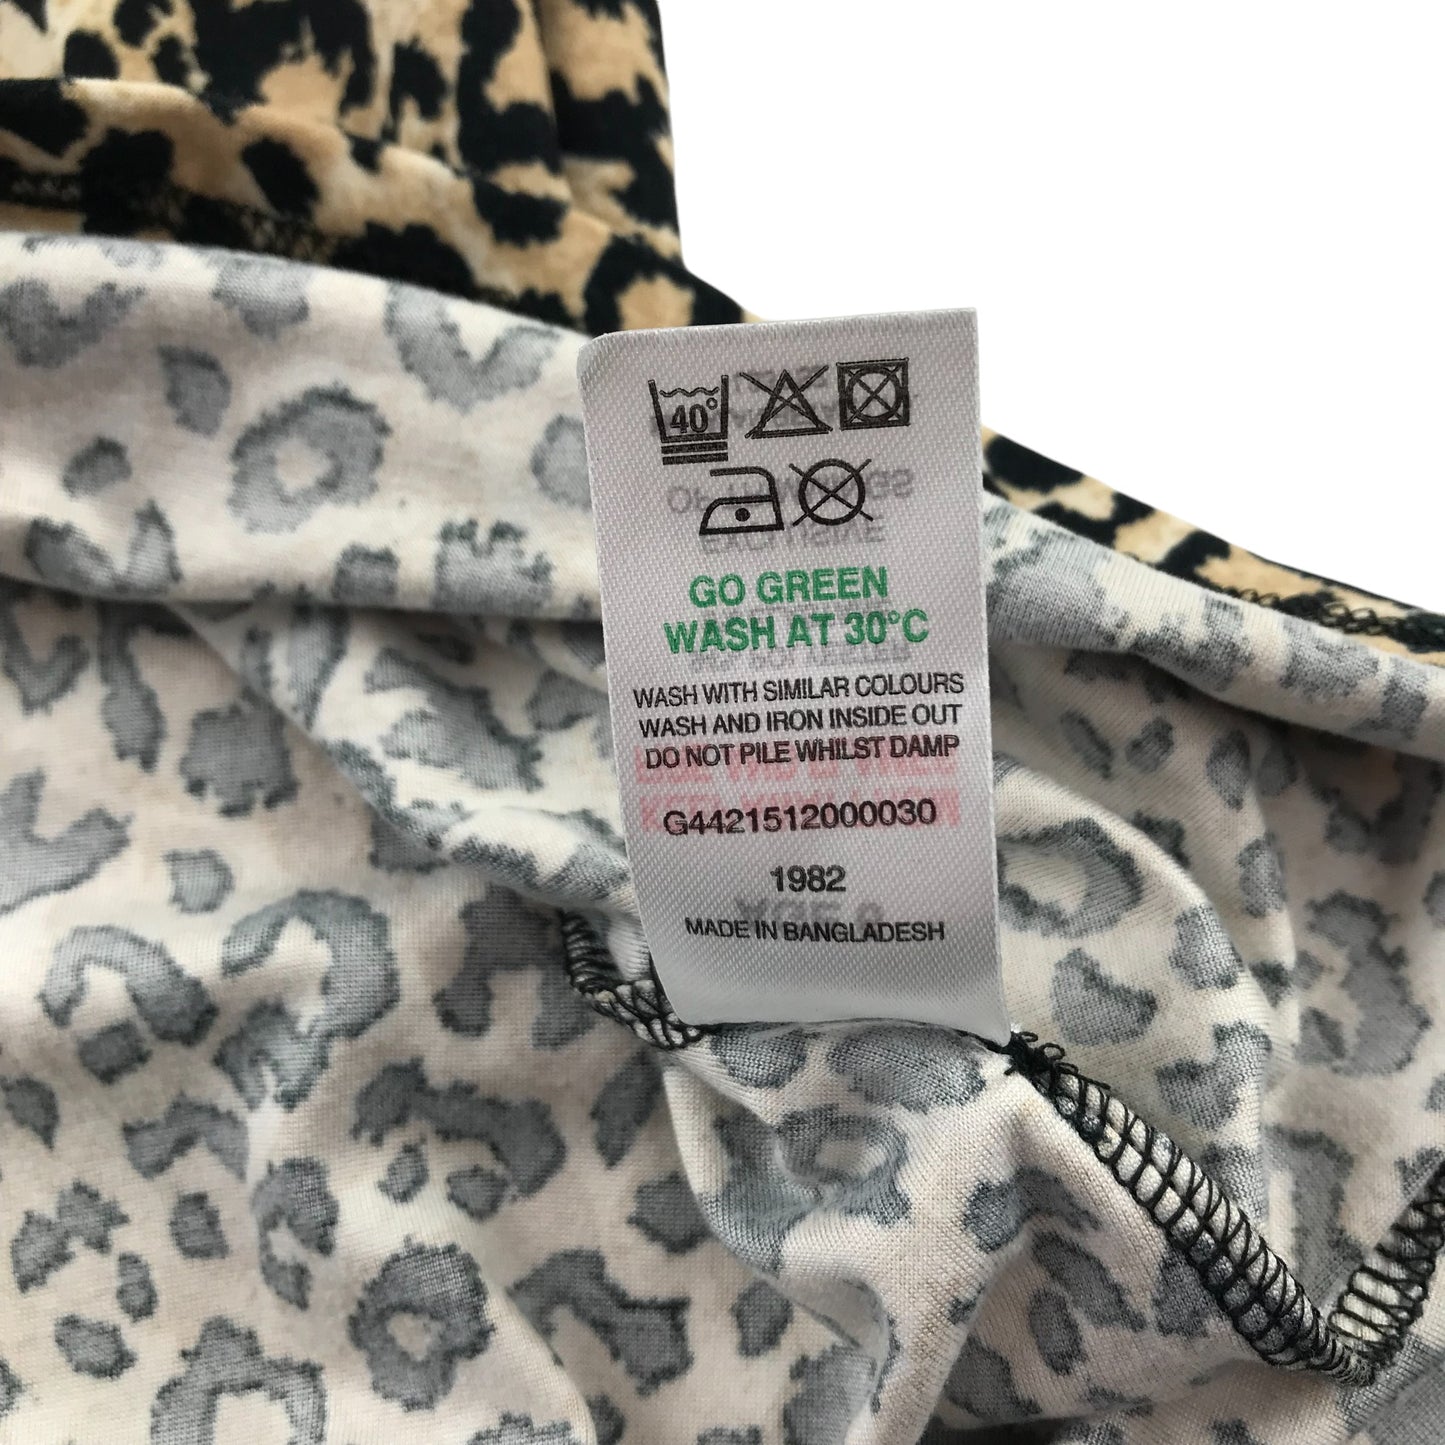 40°
GO GREEN
WASH AT 30°C
WASH WITH SIMILAR COLOURS
WASH AND IRON INSIDE OUT
DO NOT PILE WHILST DAMP
G4421512000030
1982
MADE IN BANGLADESH